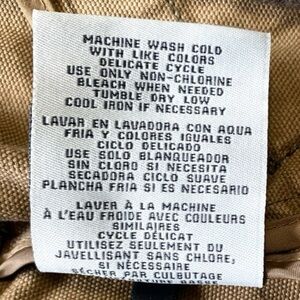 MACHINE WASH COLD
WITH LIKE COLORS
DELICATE CYCLE
USE ONLY NON-CHLORINE
BLEACH WHEN NEEDED
TUMBLE DRY LOW
COOL IRON IF NECESSARY
LAVAR EN LAVADORA CON AQUA
FRIA Y COLORES IGUALES
CICLO DELICADO
USE SOLO BLANQUEADOR
SIN CLORO SI NECESITA
SECADORA CICLO SUAVE
PLANCHA FRIA SI ES NECESARIO
LAVER À LA MACHINE
À L'EAU FROIDE AVEC COULEURS
SIMILAIRES
CYCLE DÉLICAT
UTILISEZ SEULEMENT DU
JAVELLISANT SANS CHLORE,
SI NÉCESSAIRE
SÉCHER PAR CULBUTAGE
BASSE